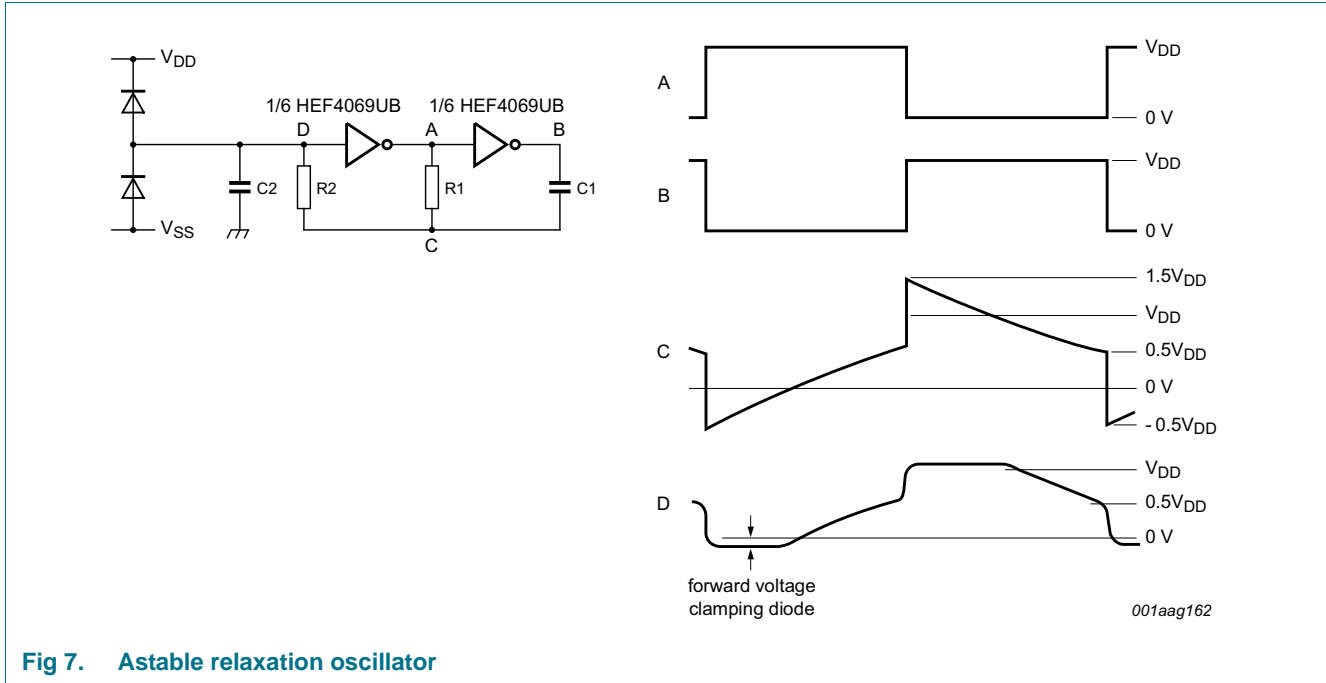 VDD
1/6 HEF4069UB 1/6 HEF4069UB
D A B
C2 R2 R1 C1
VSS
C
A
VDD
0 V
B
VDD
0 V
C
1.5VDD
VDD
0.5VDD
0 V
- 0.5VDD
D
VDD
0.5VDD
0 V
forward voltage
clamping diode
001aag162
Fig 7. Astable relaxation oscillator